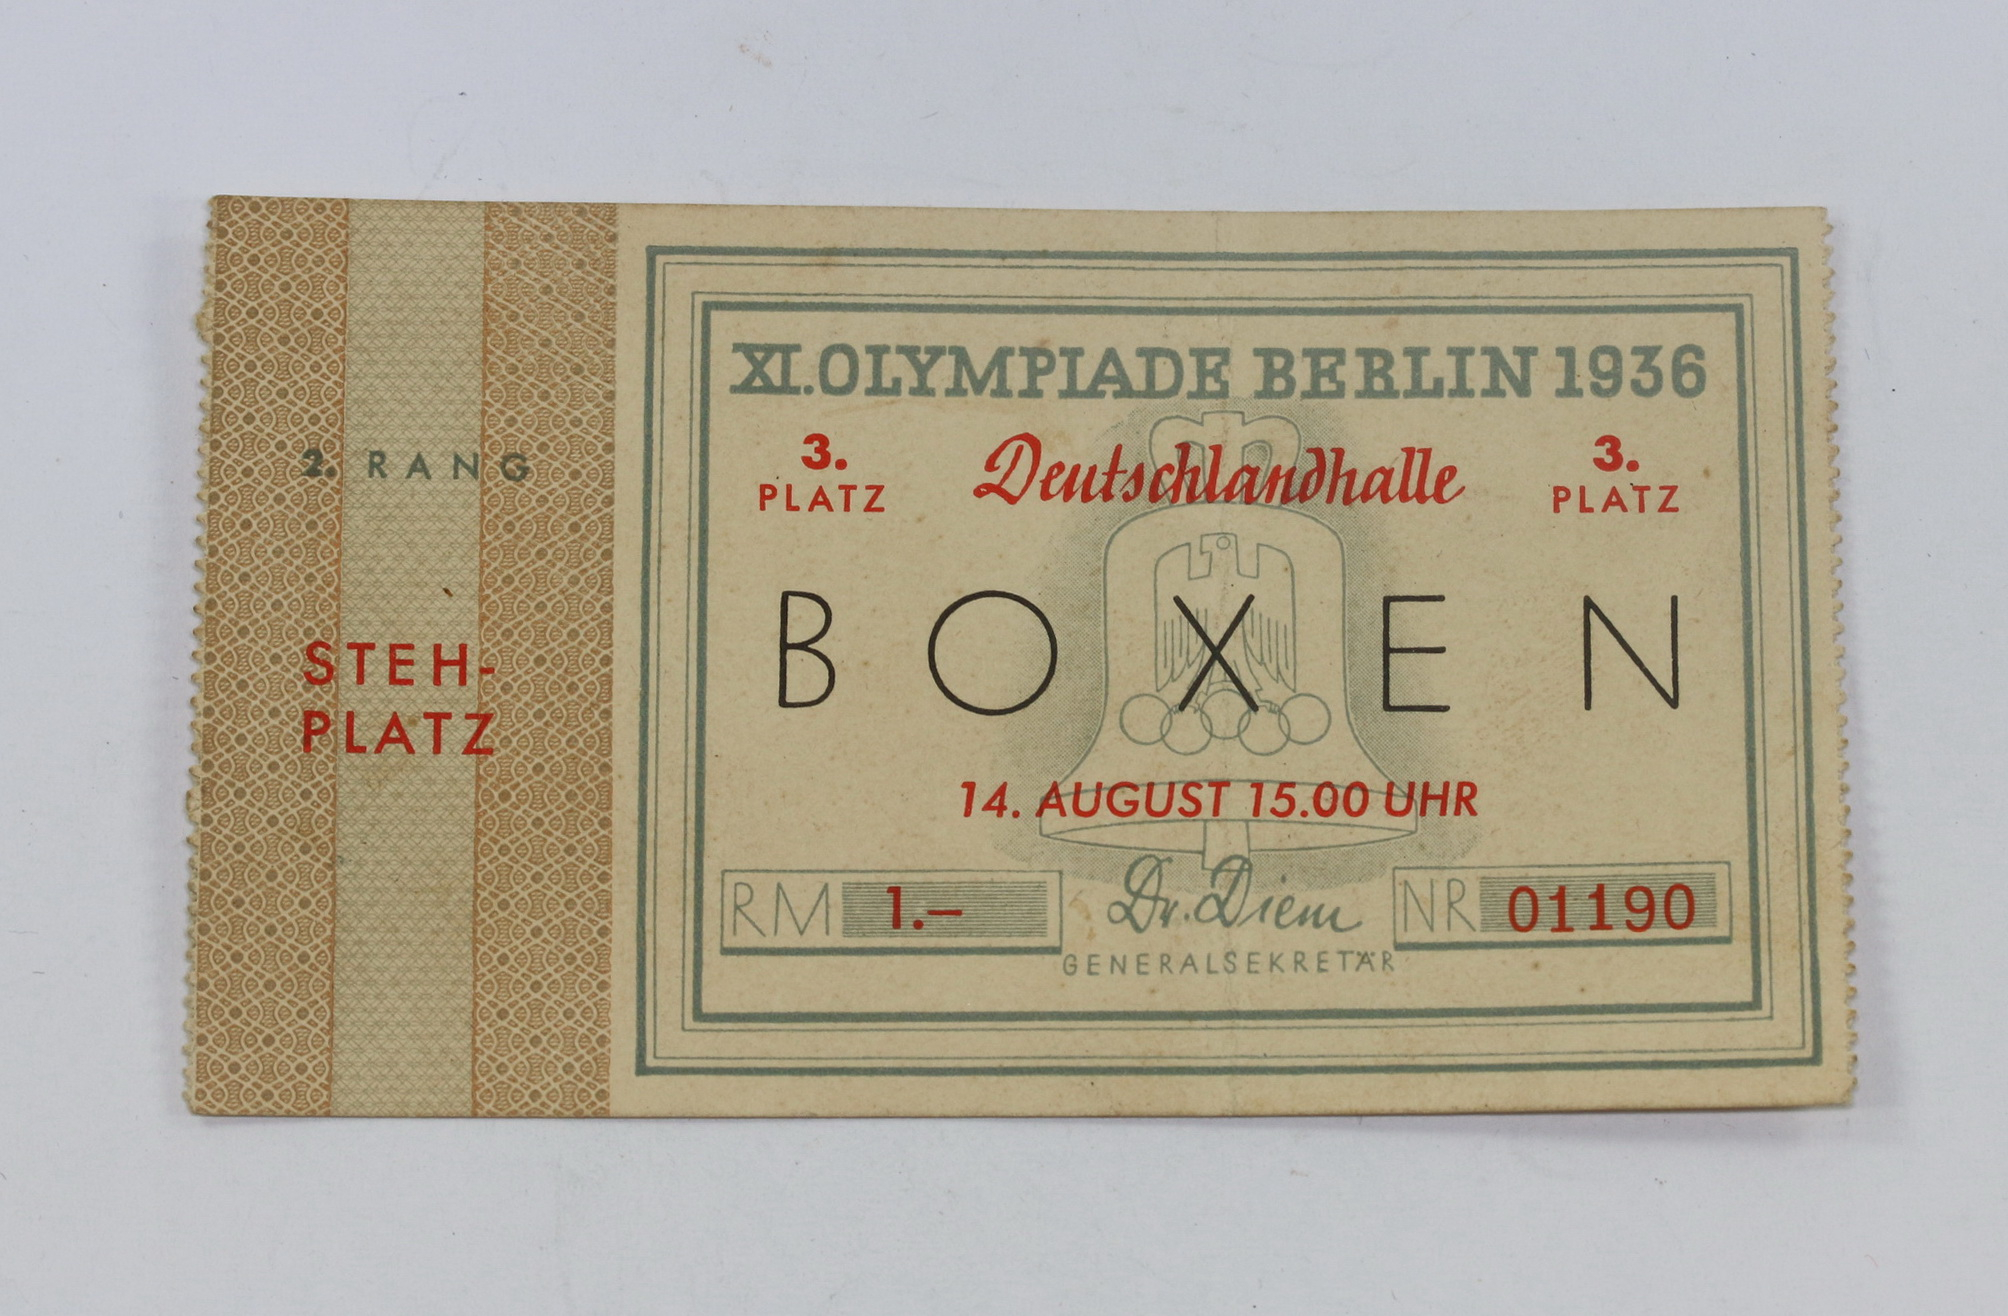 2. RANG
STEH-
PLATZ
XI. OLYMPIADE BERLIN 1936
3. PLATZ
Deutschlandhalle
3. PLATZ
BOXEN
14. AUGUST 15.00 UHR
RM 1.–
Dr. Diem
GENERALSEKRETÄR
NR 01190